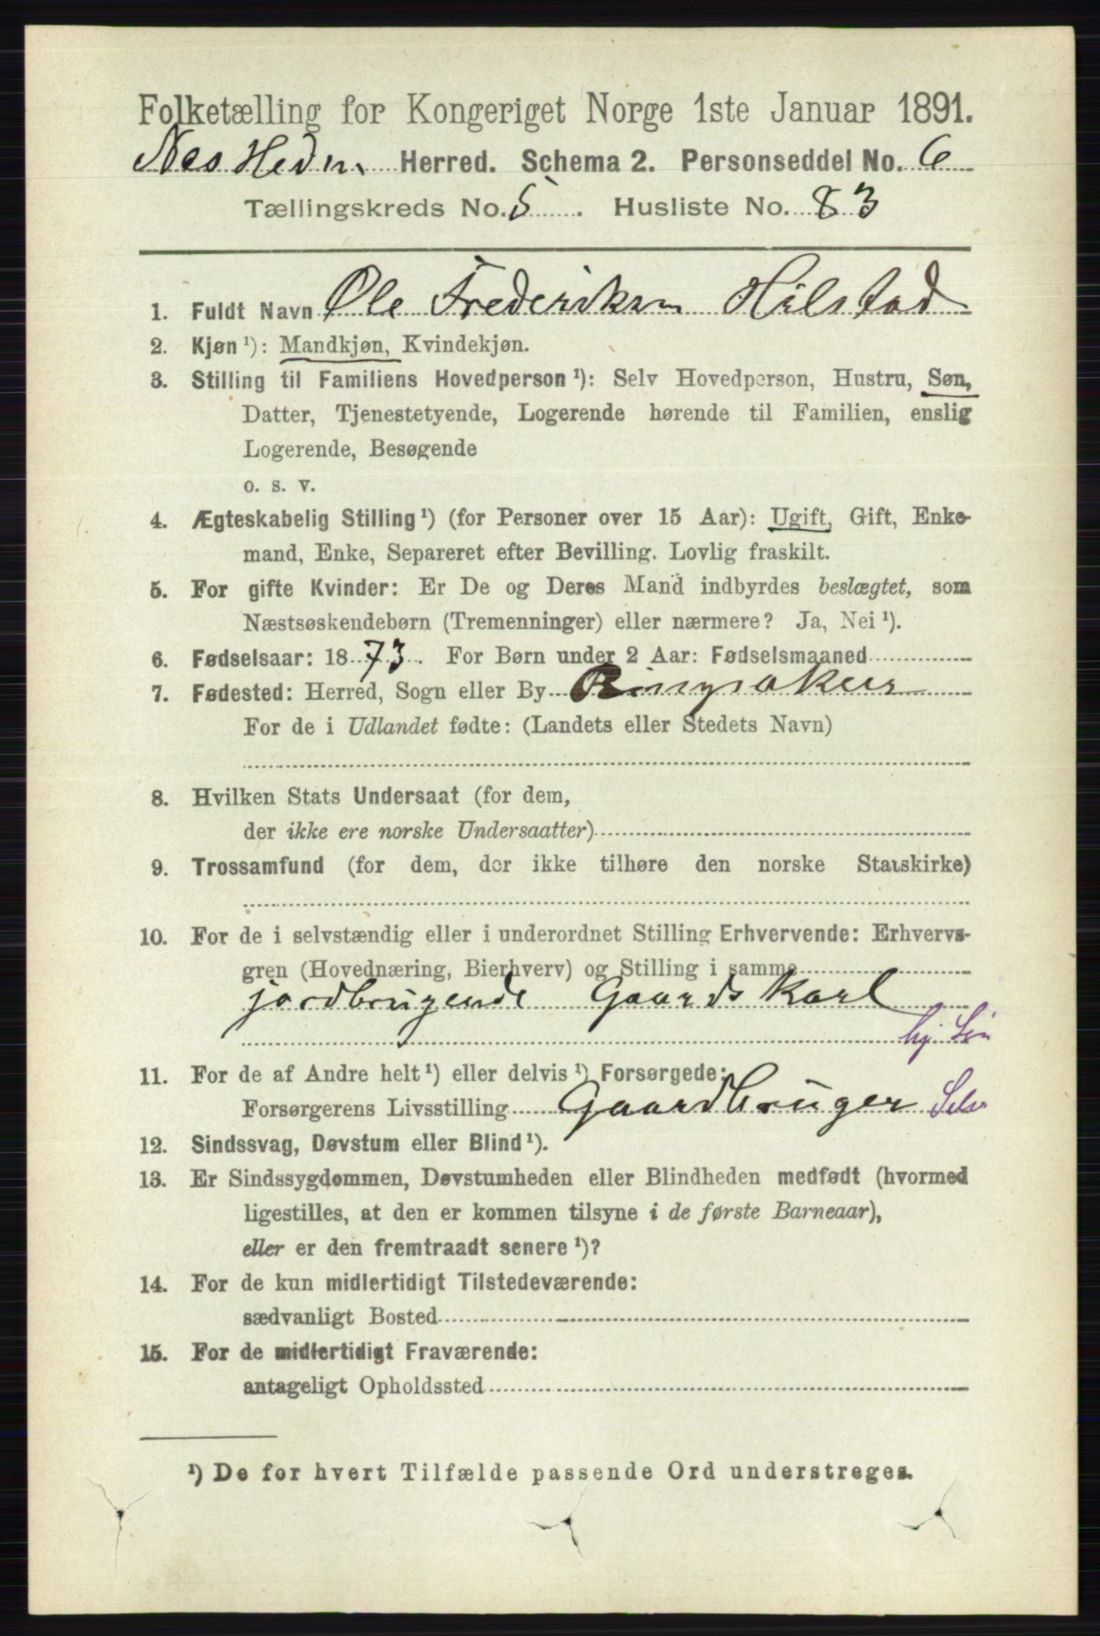 Folketælling for Kongeriget Norge 1ste Januar 1891.
Nes Hedm. Herred. Schema 2. Personseddel No. 6
Tællingskreds No. 5. Husliste No. 83
1. Fuldt Navn Ole Frederiksen Hilstad
2. Kjøn ¹): Mandkjøn, Kvindekjøn.
3. Stilling til Familiens Hovedperson ¹): Selv Hovedperson, Hustru, Søn,
Datter, Tjenestetyende, Logerende hørende til Familien, enslig
Logerende, Besøgende
o. s. v.
4. Ægteskabelig Stilling ¹) (for Personer over 15 Aar): Ugift, Gift, Enke-
mand, Enke, Separeret efter Bevilling. Lovlig fraskilt.
5. For gifte Kvinder: Er De og Deres Mand indbyrdes beslægtet, som
Næstsøskendebørn (Tremenninger) eller nærmere? Ja, Nei ¹).
6. Fødselsaar: 1873. For Børn under 2 Aar: Fødselsmaaned
7. Fødested: Herred, Sogn eller By Ringsaker
For de i Udlandet fødte: (Landets eller Stedets Navn)
8. Hvilken Stats Undersaat (for dem,
der ikke ere norske Undersaatter)
9. Trossamfund (for dem, der ikke tilhøre den norske Statskirke)
10. For de i selvstændig eller i underordnet Stilling Erhvervende: Erhvervs-
gren (Hovednæring, Bierhverv) og Stilling i samme
jordbrugende Gaardskarl
hj. Søn
11. For de af Andre helt ¹) eller delvis ¹) Forsørgede:
Forsørgerens Livsstilling Gaardbruger Selv
12. Sindssvag, Døvstum eller Blind ¹).
13. Er Sindssygdommen, Døvstumheden eller Blindheden medfødt (hvormed
ligestilles, at den er kommen tilsyne i de første Barneaar),
eller er den fremtraadt senere ¹)?
14. For de kun midlertidigt Tilstedeværende:
sædvanligt Bosted
15. For de midlertidigt Fraværende:
antageligt Opholdssted
¹) De for hvert Tilfælde passende Ord understreges.